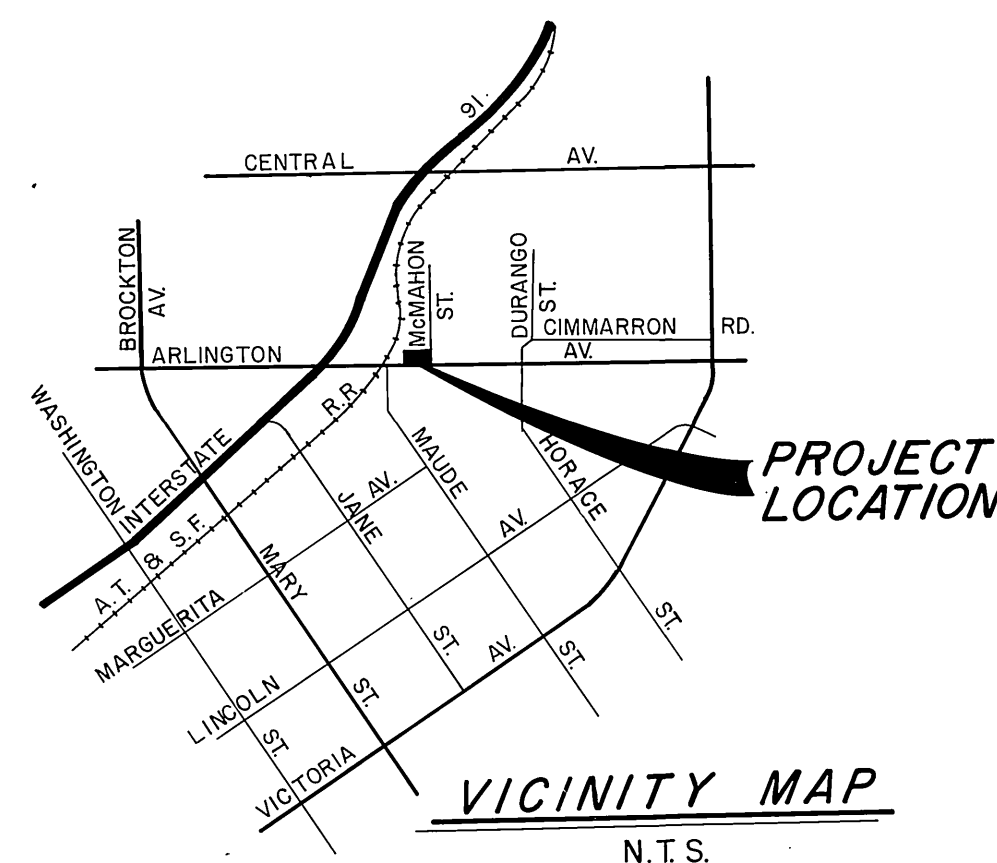 91.
CENTRAL AV.
BROCKTON AV.
McMAHON ST.
DURANGO ST.
CIMMARRON RD.
ARLINGTON AV.
WASHINGTON ST.
INTERSTATE
R.R.
A.T. & S.F.
MAUDE ST.
HORACE ST.
JANE ST.
MARY ST.
MARGUERITA AV.
LINCOLN AV.
VICTORIA AV.
PROJECT
LOCATION
VICINITY MAP
N.T.S.